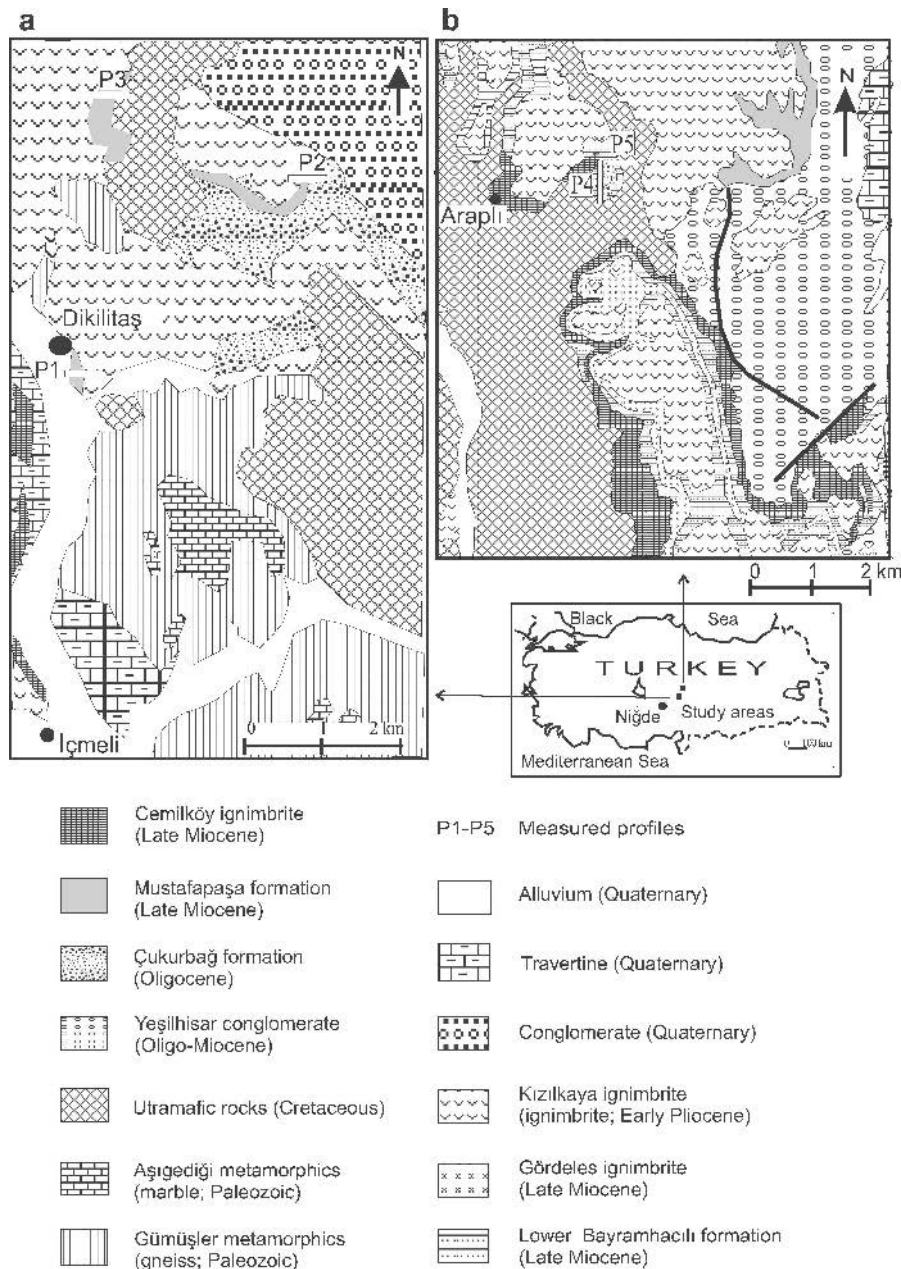 a
b
N
P3
P2
Dikilitaş
P1
Içmeli
0 1 2 km
N
P5
P4
Araplı
0 1 2 km
Black Sea
TURKEY
Niğde
Study areas
Mediterranean Sea
Cemilköy ignimbrite
(Late Miocene)
Mustafapaşa formation
(Late Miocene)
Çukurbağ formation
(Oligocene)
Yeşilhisar conglomerate
(Oligo-Miocene)
Utramafic rocks (Cretaceous)
Aşıgediği metamorphics
(marble; Paleozoic)
Gümüşler metamorphics
(gneiss; Paleozoic)
P1-P5 Measured profiles
Alluvium (Quaternary)
Travertine (Quaternary)
Conglomerate (Quaternary)
Kızılkaya ignimbrite
(ignimbrite; Early Pliocene)
Gördeles ignimbrite
(Late Miocene)
Lower Bayramhacılı formation
(Late Miocene)